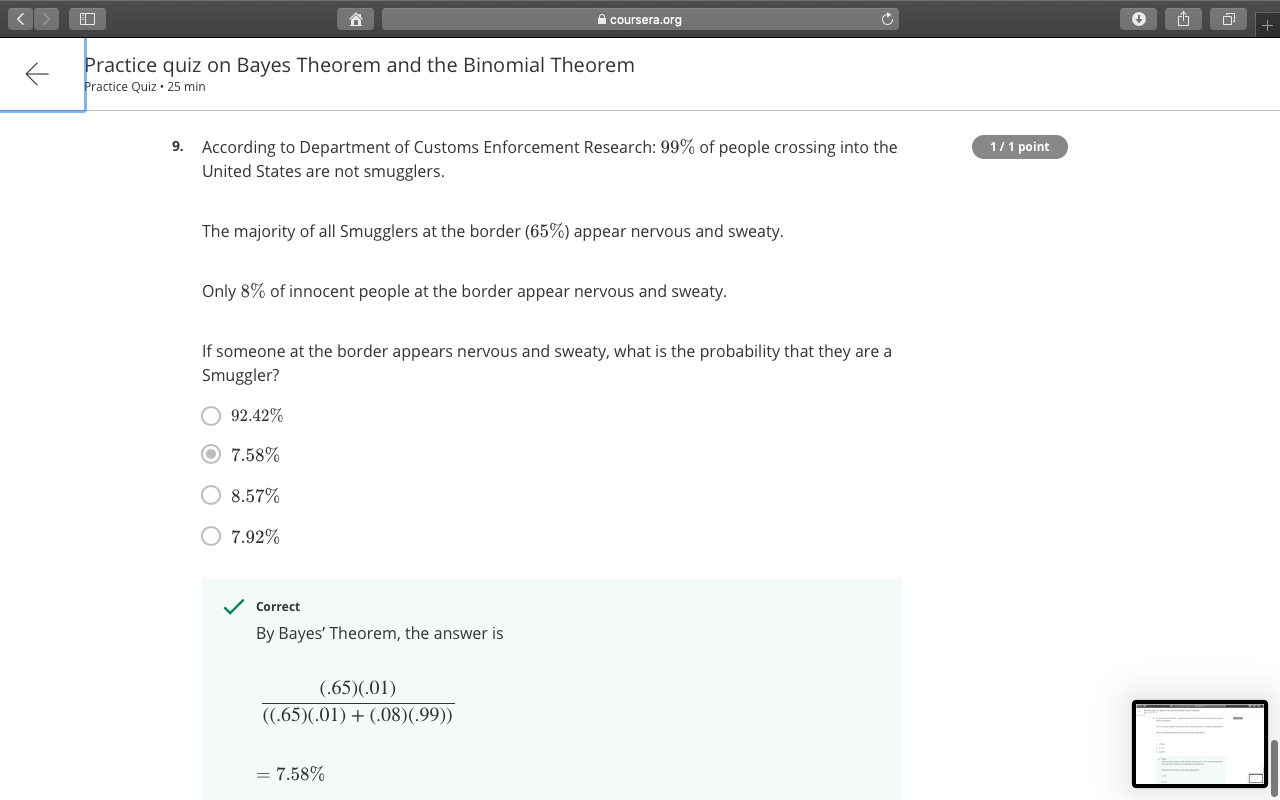 coursera.org
Practice quiz on Bayes Theorem and the Binomial Theorem
Practice Quiz • 25 min
9. According to Department of Customs Enforcement Research: 99% of people crossing into the
United States are not smugglers.
1 / 1 point
The majority of all Smugglers at the border (65%) appear nervous and sweaty.
Only 8% of innocent people at the border appear nervous and sweaty.
If someone at the border appears nervous and sweaty, what is the probability that they are a
Smuggler?
92.42%
7.58%
8.57%
7.92%
Correct
By Bayes’ Theorem, the answer is
(.65)(.01)
((.65)(.01) + (.08)(.99))
= 7.58%